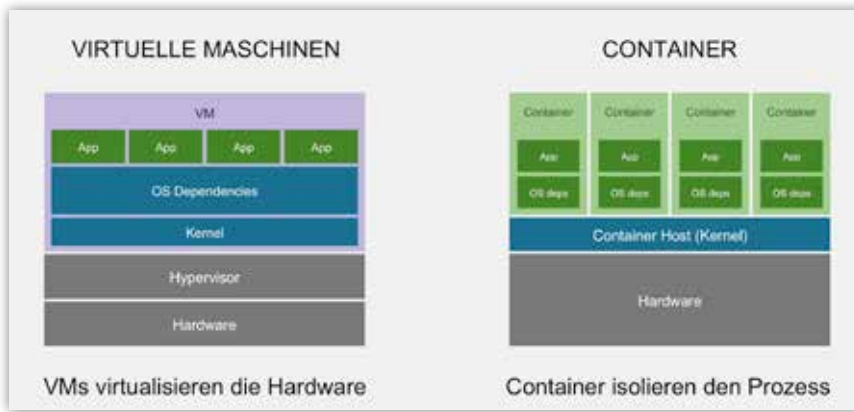 VIRTUELLE MASCHINEN
VM
App App App App
OS Dependencies
Kernel
Hypervisor
Hardware
VMs virtualisieren die Hardware
CONTAINER
Container Container Container Container
App App App App
OS deps OS deps OS deps OS deps
Container Host (Kernel)
Hardware
Container isolieren den Prozess